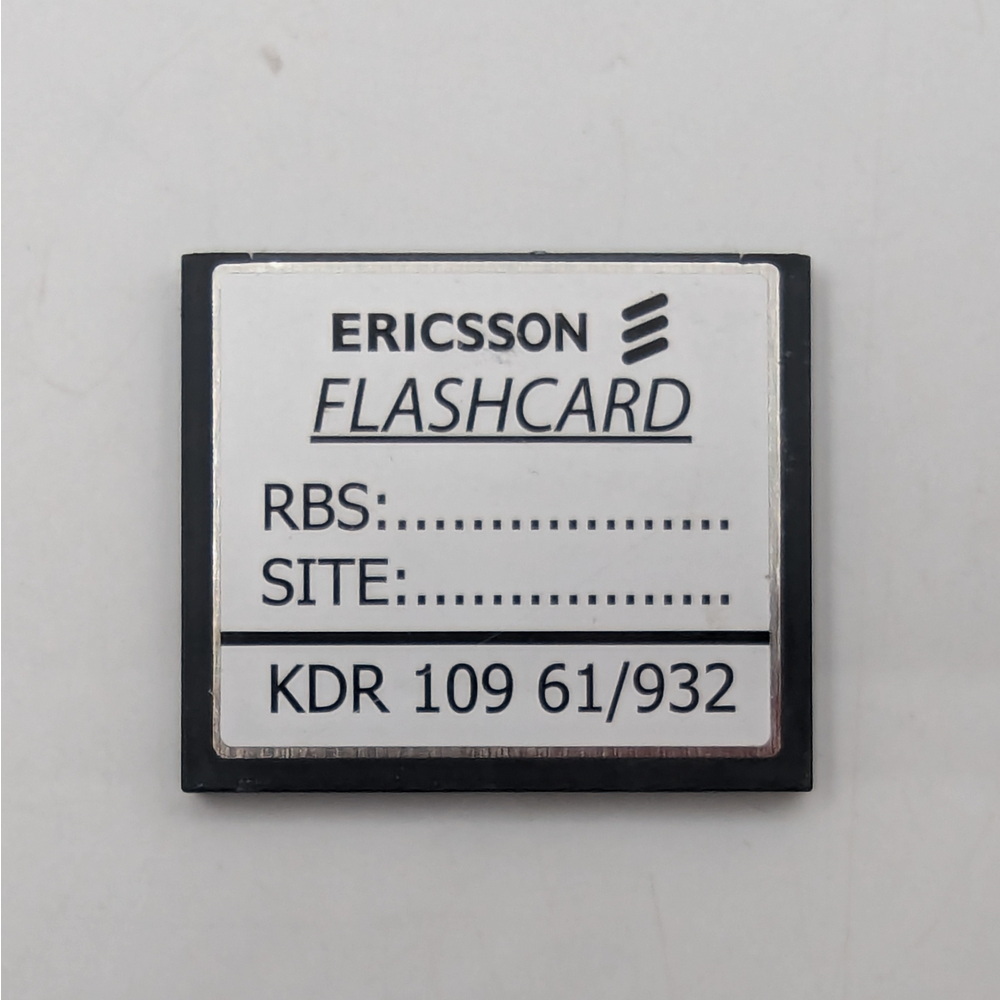 ERICSSON
FLASHCARD
RBS:...................
SITE:..................
KDR 109 61/932